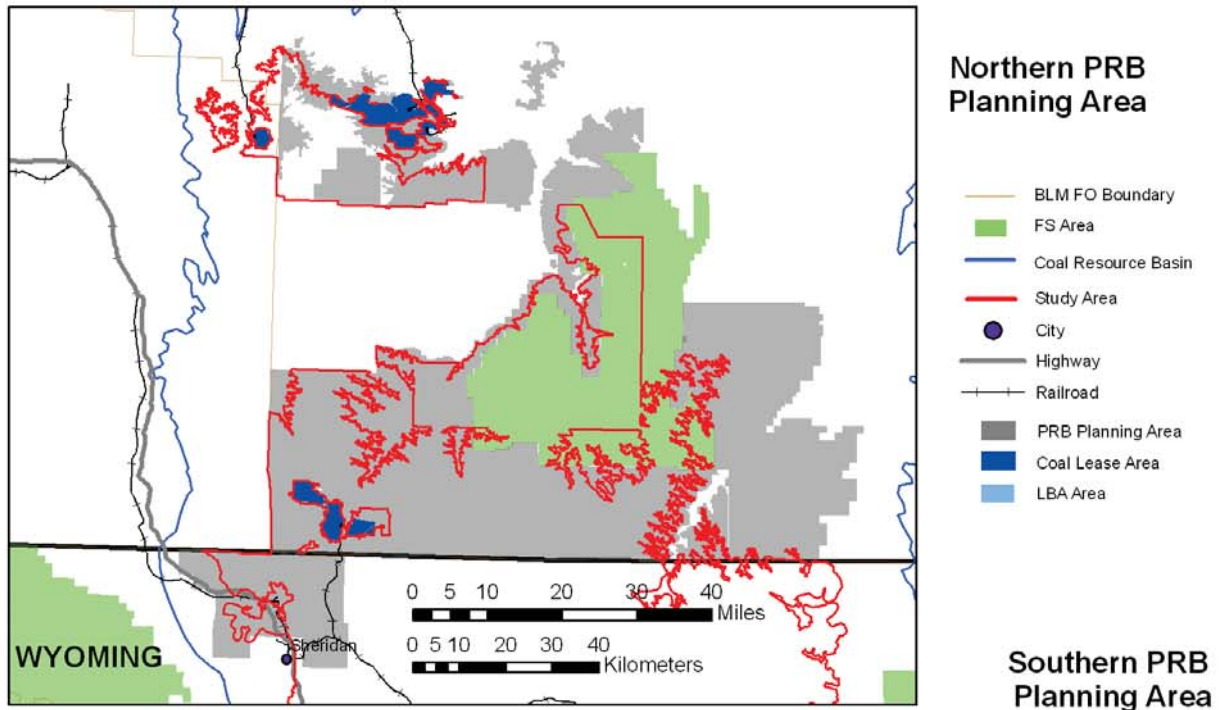 Northern PRB
Planning Area
BLM FO Boundary
FS Area
Coal Resource Basin
Study Area
City
Highway
Railroad
PRB Planning Area
Coal Lease Area
LBA Area
0 5 10 20 30 40
Miles
0 5 10 20 30 40
Kilometers
Sheridan
WYOMING
Southern PRB
Planning Area